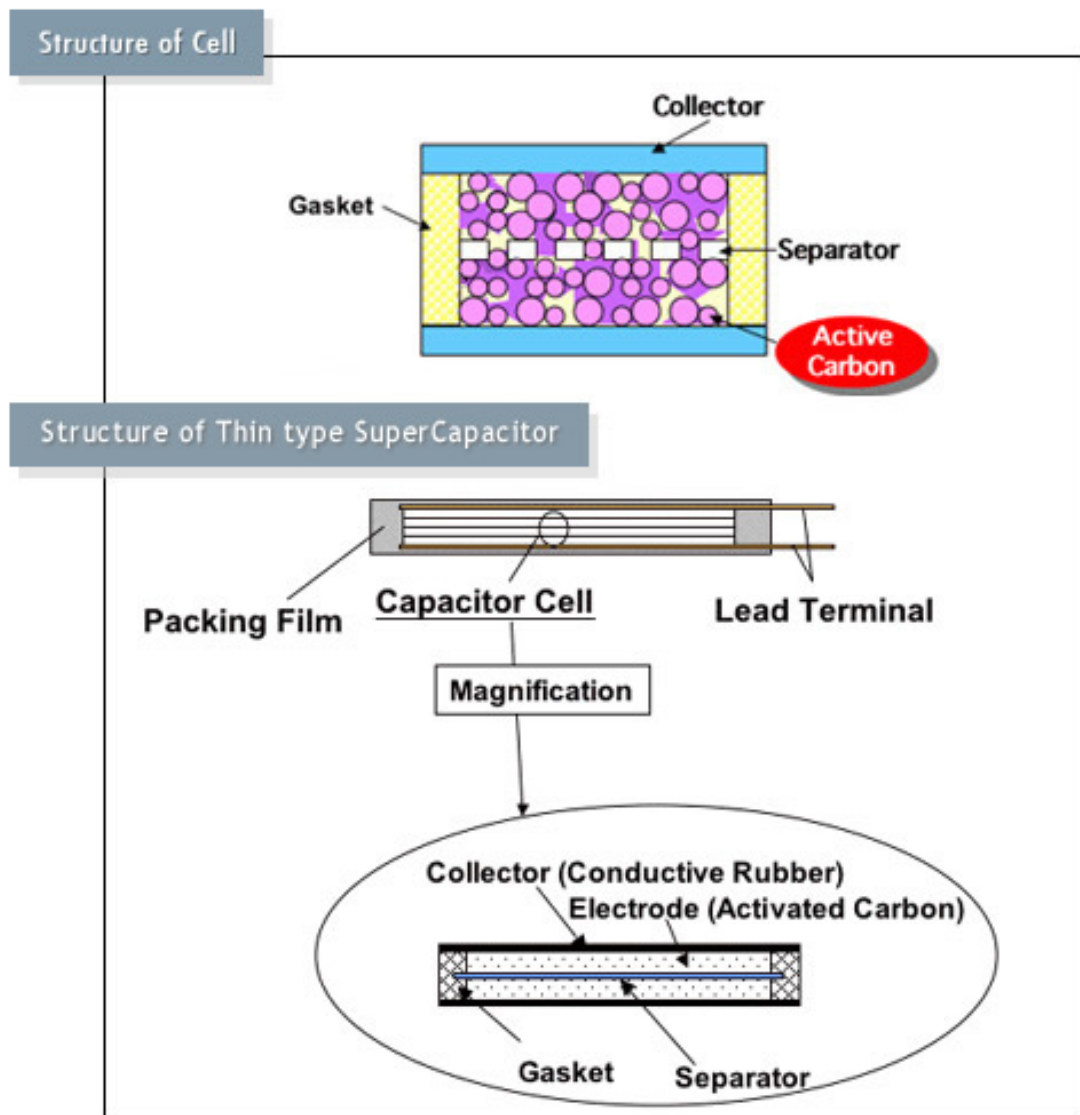 Structure of Cell
Collector
Gasket
Separator
Active
Carbon
Structure of Thin type SuperCapacitor
Packing Film
Capacitor Cell
Lead Terminal
Magnification
Collector (Conductive Rubber)
Electrode (Activated Carbon)
Gasket
Separator